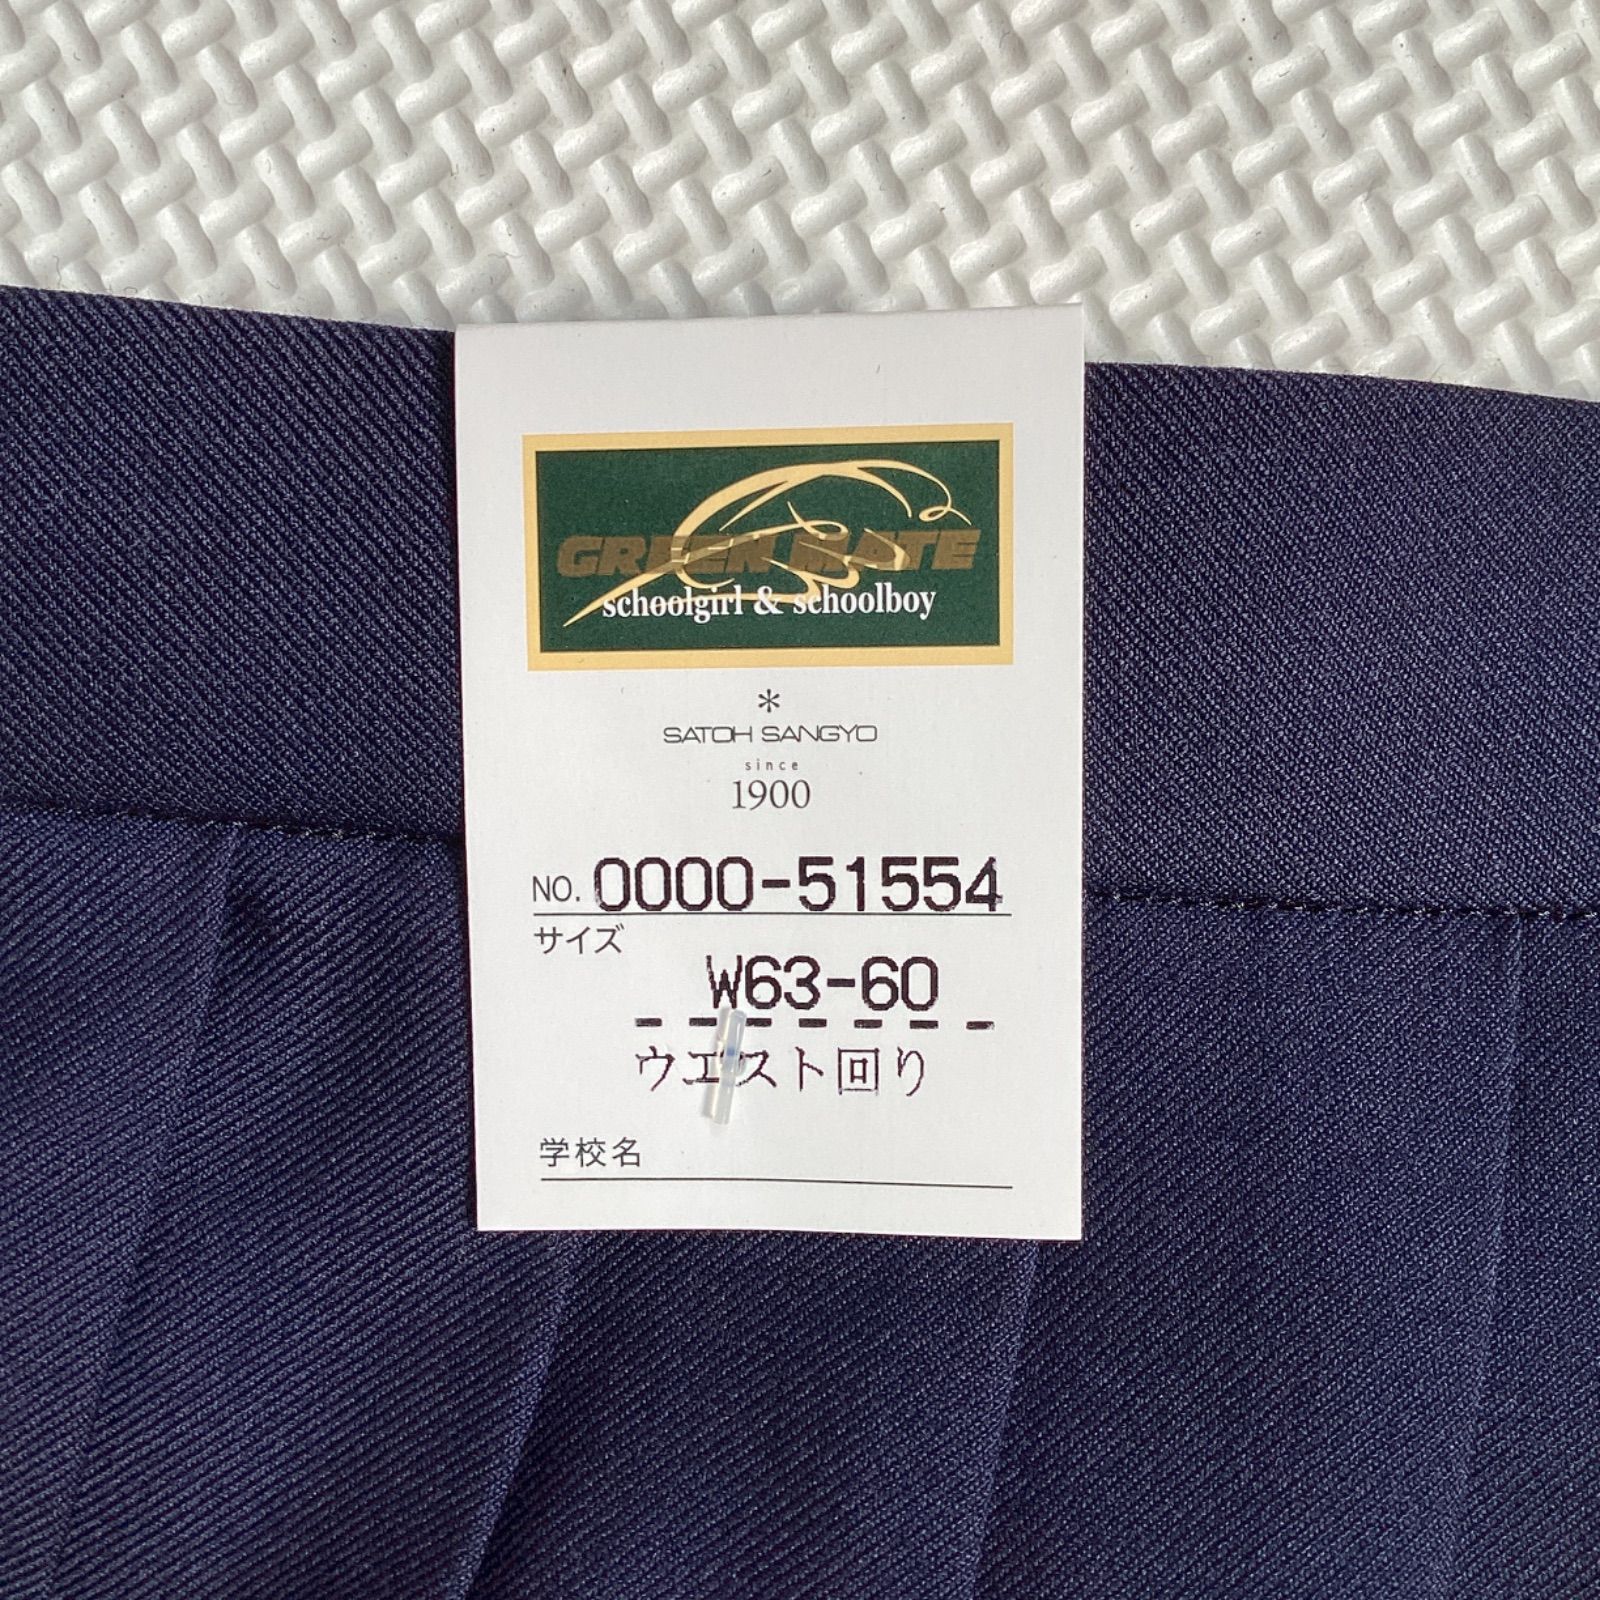 GREEN MATE
schoolgirl & schoolboy
*
SATOH SANGYO
since
1900
NO. 0000-51554
サイズ
W63-60
ウエスト回り
学校名